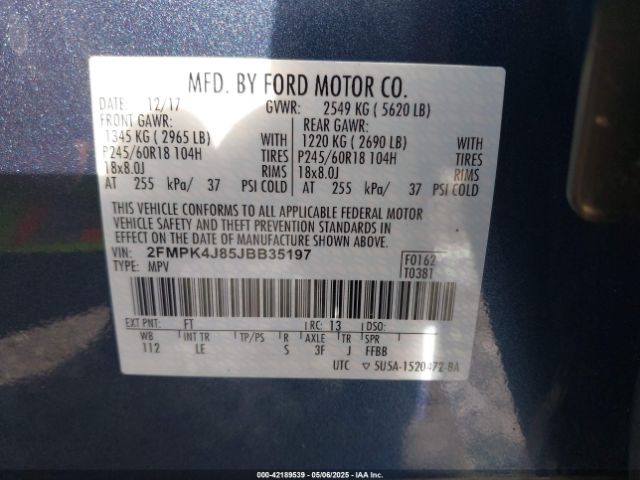 MFD. BY FORD MOTOR CO.
DATE: 12/17 GVWR: 2549 KG ( 5620 LB)
FRONT GAWR: REAR GAWR:
1345 KG ( 2965 LB) WITH 1220 KG ( 2690 LB) WITH
P245/60R18 104H TIRES P245/60R18 104H TIRES
18x8.0J RIMS 18x8.0J RIMS
AT 255 kPa/ 37 PSI COLD AT 255 kPa/ 37 PSI COLD
THIS VEHICLE CONFORMS TO ALL APPLICABLE FEDERAL MOTOR
VEHICLE SAFETY AND THEFT PREVENTION STANDARDS IN
EFFECT ON THE DATE OF MANUFACTURE SHOWN ABOVE.
VIN: 2FMPK4J85JBB35197 F0162
TYPE: MPV T0381
EXT PNT: FT RC: 13 DSO:
WB INT TR TP/PS R AXLE TR SPR
112 LE S 3F J FFBB
UTC ▽ 5U5A-1520472-BA
000-42189539 - 05/06/2025 - IAAI Inc.